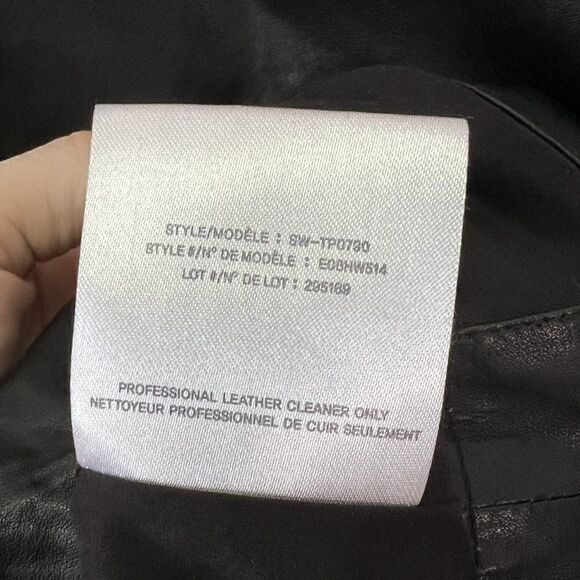 STYLE/MODÈLE : SW-TP0780
STYLE #/N° DE MODÈLE : E08HW514
LOT #/N° DE LOT : 295169
PROFESSIONAL LEATHER CLEANER ONLY
NETTOYEUR PROFESSIONNEL DE CUIR SEULEMENT